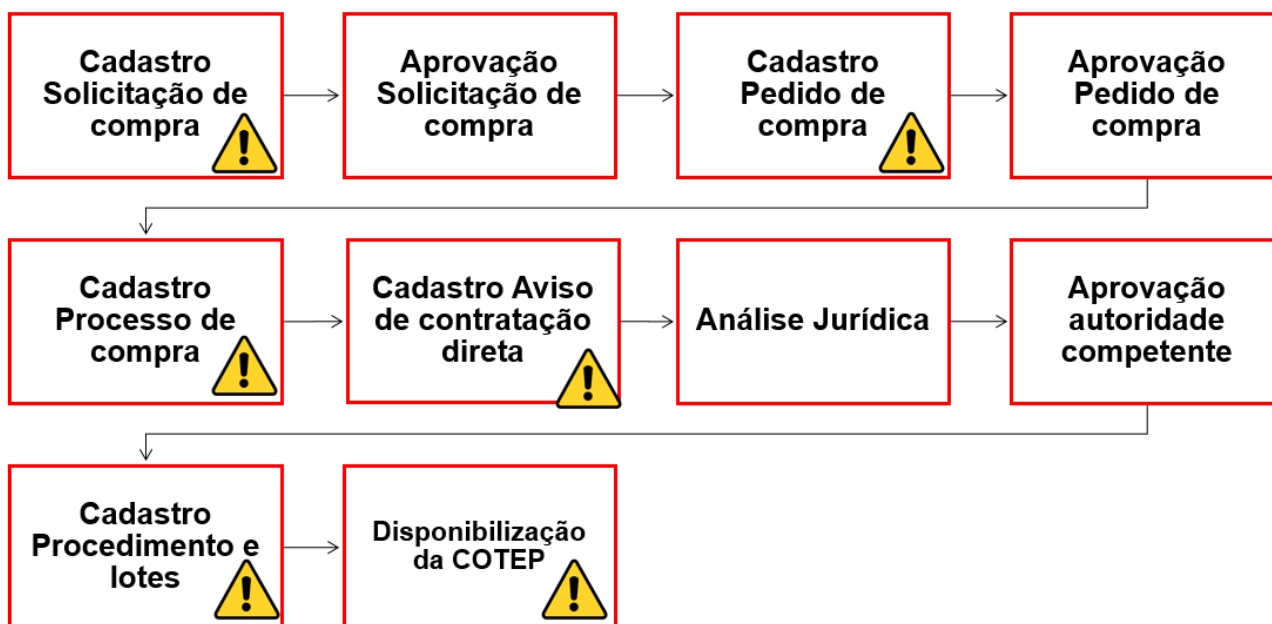 Cadastro
Solicitação de
compra
Aprovação
Solicitação de
compra
Cadastro
Pedido de
compra
Aprovação
Pedido de
compra
Cadastro
Processo de
compra
Cadastro Aviso
de contratação
direta
Análise Jurídica
Aprovação
autoridade
competente
Cadastro
Procedimento e
lotes
Disponibilização
da COTEP